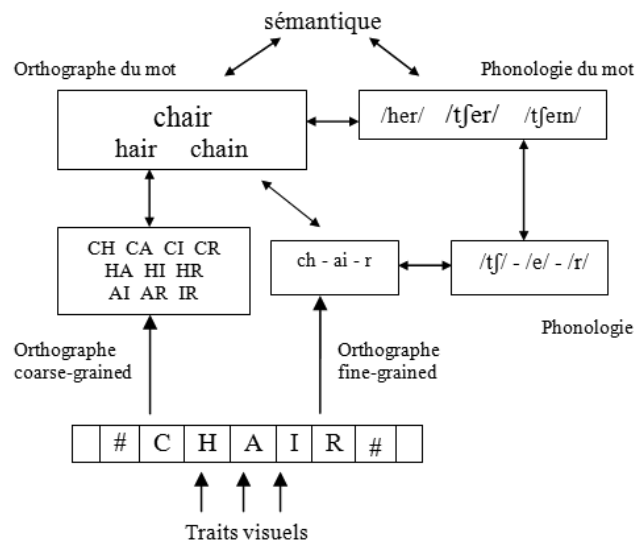 sémantique
Orthographe du mot
Phonologie du mot
chair
hair chain
/her/ /tʃer/ /tʃeın/
CH CA CI CR
HA HI HR
AI AR IR
ch - ai - r
/tʃ/ - /e/ - /r/
Phonologie
Orthographe
coarse-grained
Orthographe
fine-grained
# C H A I R #
Traits visuels